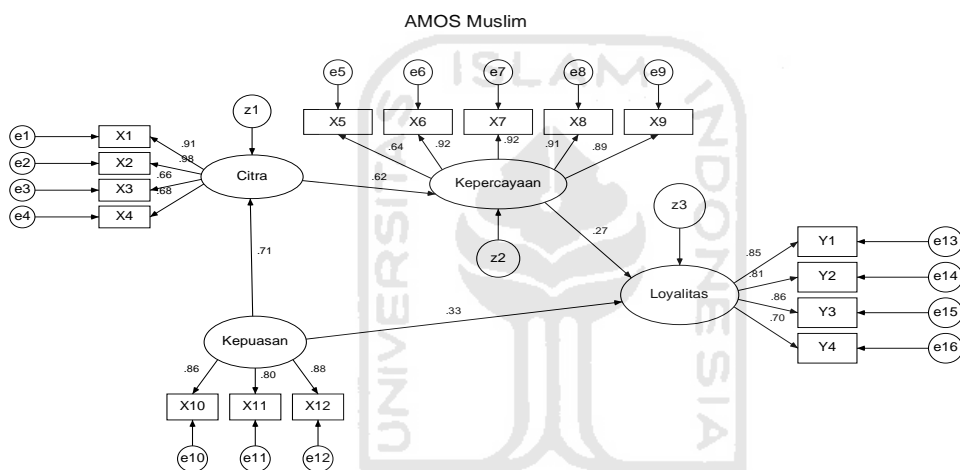 AMOS Muslim
UNIVERSITAS
ISLAM
INDONESIA
e5
e6
e7
e8
e9
X5
X6
X7
X8
X9
.64
.92
.92
.91
.89
z1
e1
X1
e2
X2
e3
X3
e4
X4
.91
.98
.66
.68
Citra
.62
Kepercayaan
z2
z3
.27
.71
Loyalitas
.33
Kepuasan
.85
.81
.86
.70
Y1
e13
Y2
e14
Y3
e15
Y4
e16
.86
.80
.88
X10
X11
X12
e10
e11
e12